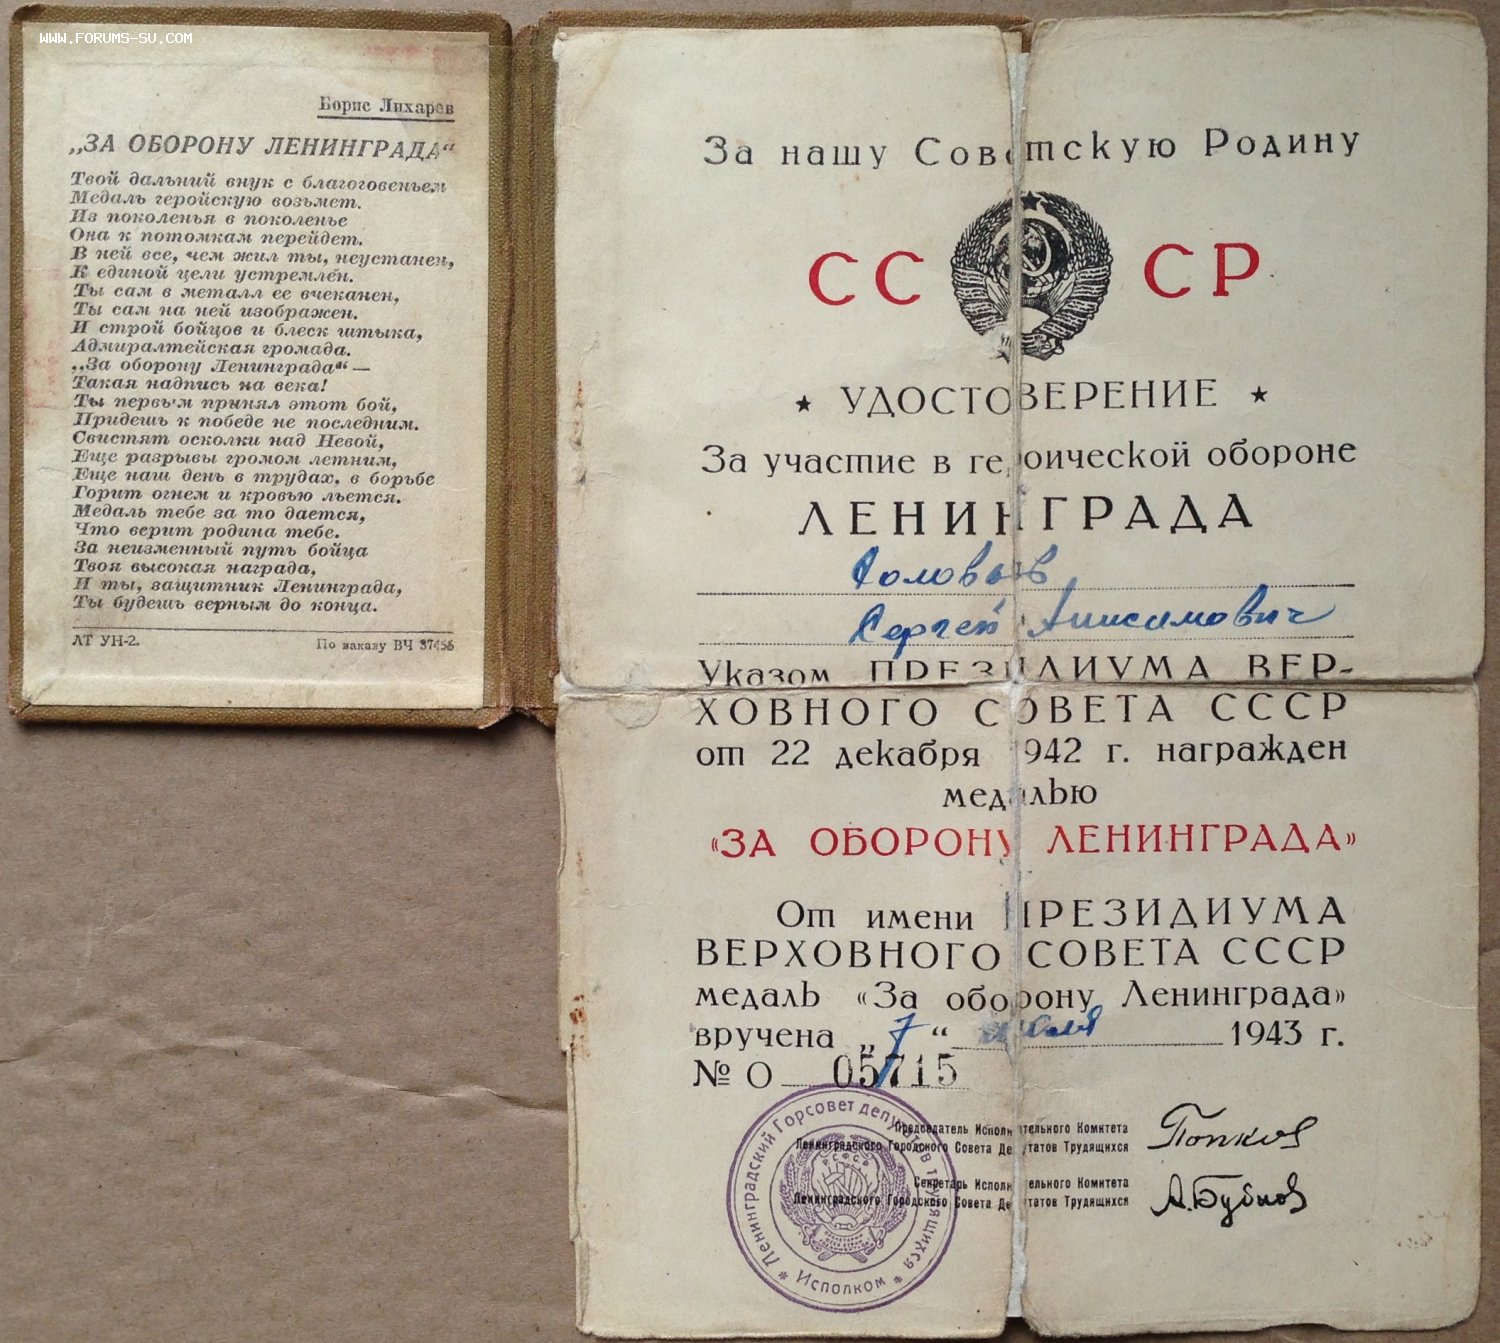 www.forums-su.com
Борис Лихарев
„ЗА ОБОРОНУ ЛЕНИНГРАДА“
Твой дальний внук с благоговеньем
Медаль геройскую возьмет.
Из поколенья в поколенье
Она к потомкам перейдет.
В ней все, чем жил ты, неустанен,
К единой цели устремлён.
Ты сам в металл ее вчеканен,
Ты сам на ней изображен.
И строй бойцов и блеск штыка,
Адмиралтейская громада.
„За оборону Ленинграда“ —
Такая надпись на века!
Ты первым принял этот бой,
Придешь к победе не последним.
Свистят осколки над Невой,
Еще разрывы громом летним,
Еще наш день в трудах, в борьбе
Горит огнем и кровью льется.
Медаль тебе за то дается,
Что верит родина тебе.
За неизменный путь бойца
Твоя высокая награда,
И ты, защитник Ленинграда,
Ты будешь верным до конца.
ЛТ УН-2. По заказу ВЧ 37456
За нашу Советскую Родину
СССР
★ УДОСТОВЕРЕНИЕ ★
За участие в героической обороне
ЛЕНИНГРАДА
Соловьев
Сергей Анисимович
Указом ПРЕЗИДИУМА ВЕР-
ХОВНОГО СОВЕТА СССР
от 22 декабря 1942 г. награжден
медалью
«ЗА ОБОРОНУ ЛЕНИНГРАДА»
От имени ПРЕЗИДИУМА
ВЕРХОВНОГО СОВЕТА СССР
медаль «За оборону Ленинграда»
вручена „7“ июля 1943 г.
№ О 05715
Председатель Исполнительного Комитета
Ленинградского Городского Совета Депутатов Трудящихся
Попков
Секретарь Исполнительного Комитета
Ленинградского Городского Совета Депутатов Трудящихся
А.Бубнов
Ленинградский Горсовет депутатов трудящихся * Исполком *
РСФСР